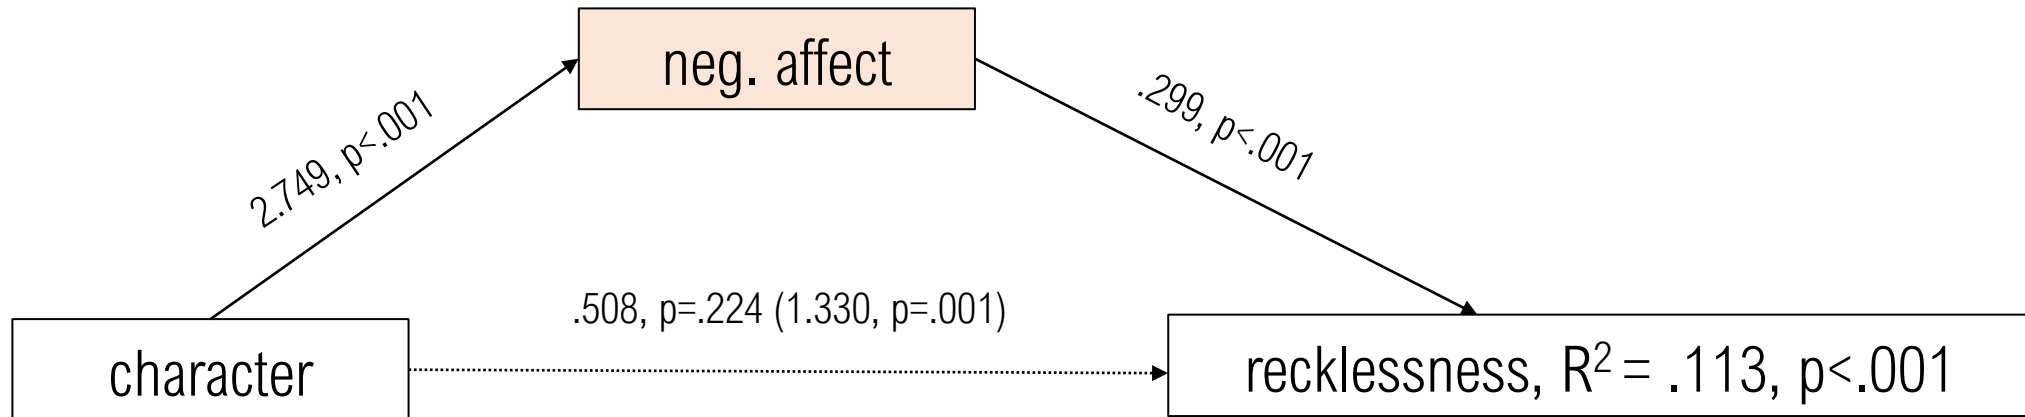 neg. affect
2.749, p<.001
.299, p<.001
.508, p=.224 (1.330, p=.001)
character
recklessness, R² = .113, p<.001